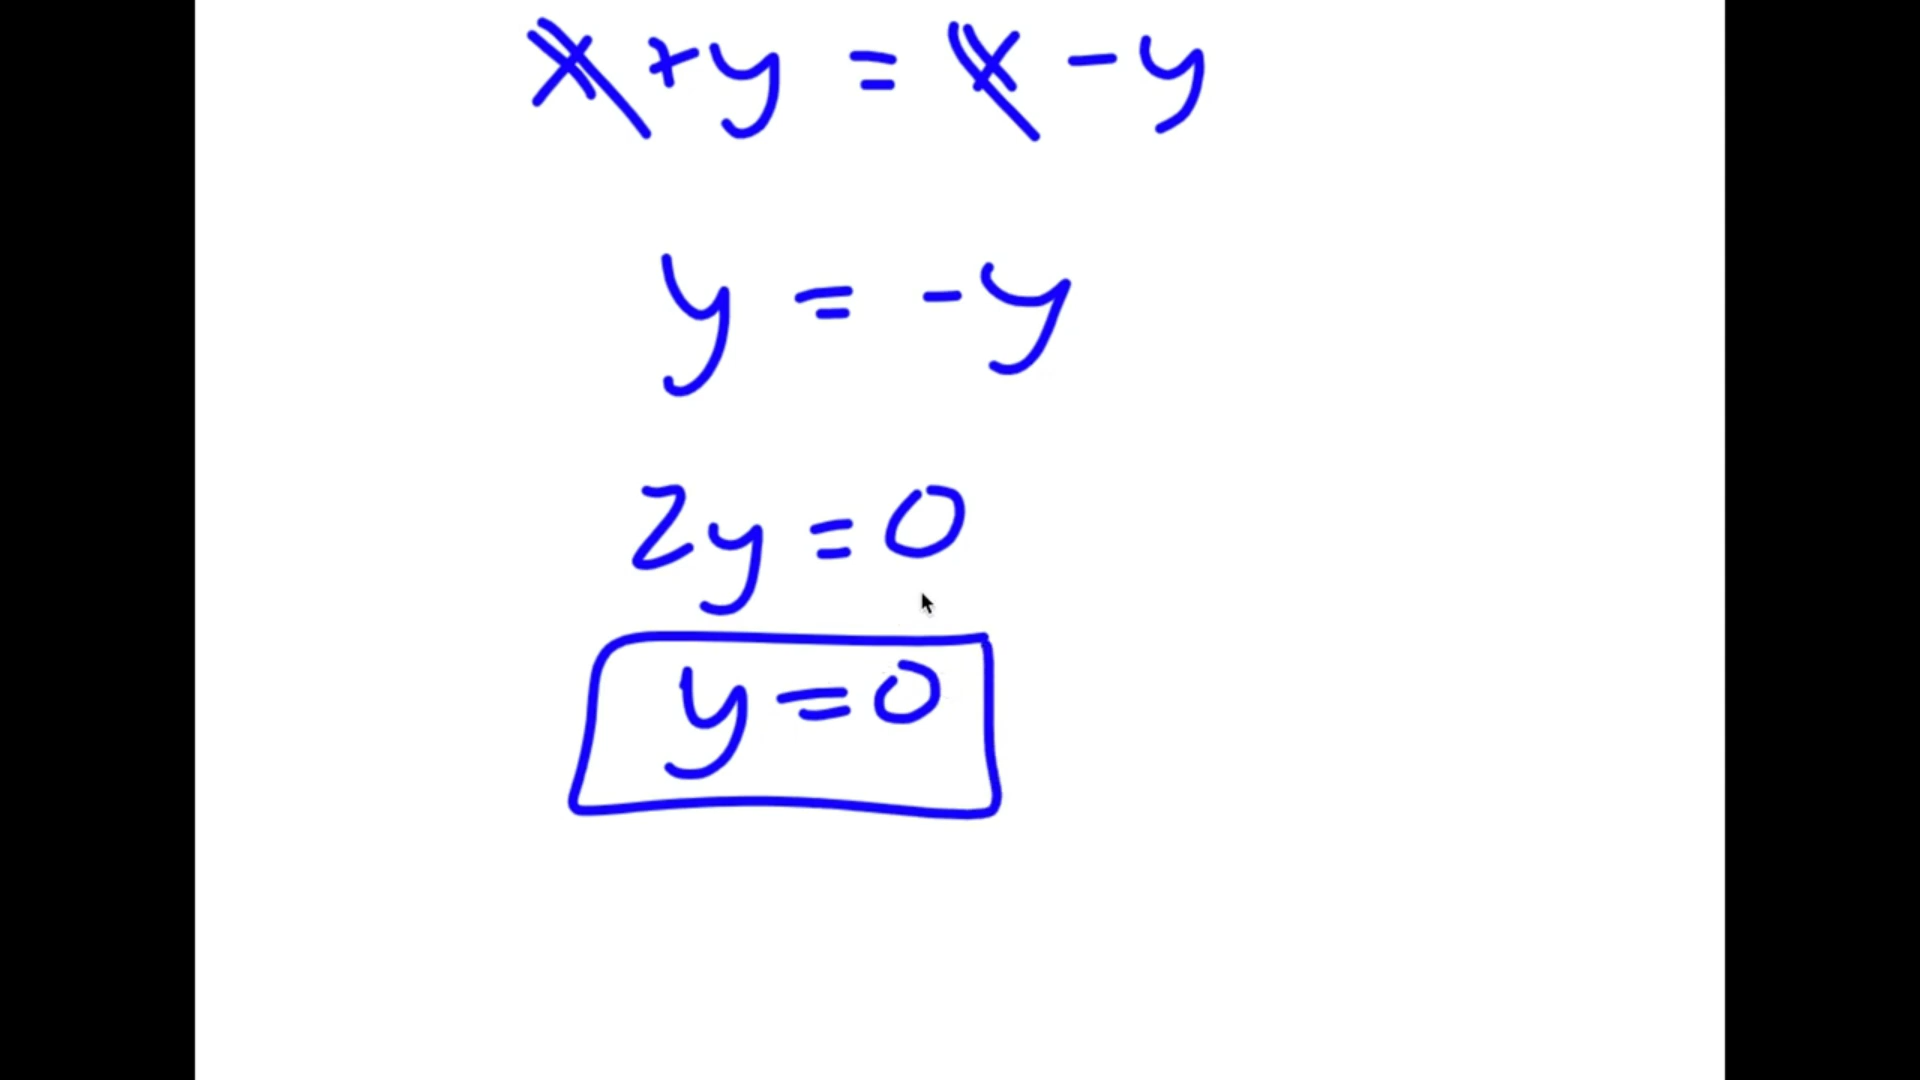 x + y = x - y
y = - y
2y = 0
y = 0